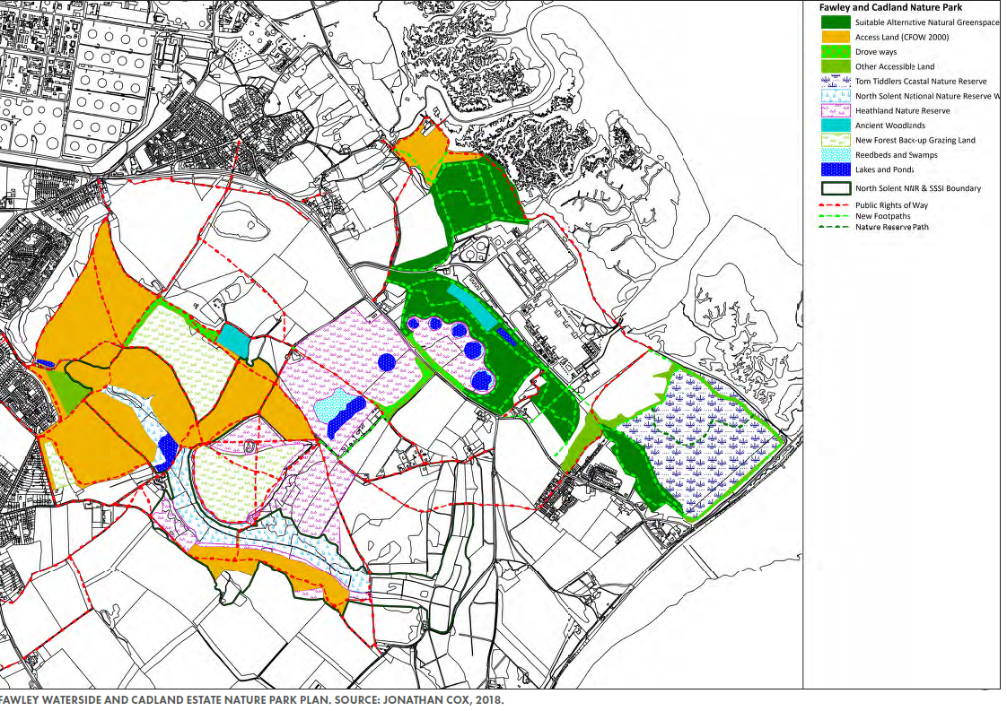 Fawley and Cadland Nature Park
Suitable Alterntive Natural Greenspace
Access Land (CFOW 2000)
Drove ways
Other Accessible Land
Tom Tiddlers Coastal Nature Reserve
North Solent National Nature Reserve W
Heathland Nature Reserve
Ancient Woodlands
New Forest Back-up Grazing Land
Reedbeds and Swamps
Lakes and Ponds
North Solent NNR & SSSI Boundary
Public Rights of Way
New Footpaths
Nature Reserve Path
FAWLEY WATERSIDE AND CADLAND ESTATE NATURE PARK PLAN. SOURCE: JONATHAN COX, 2018.